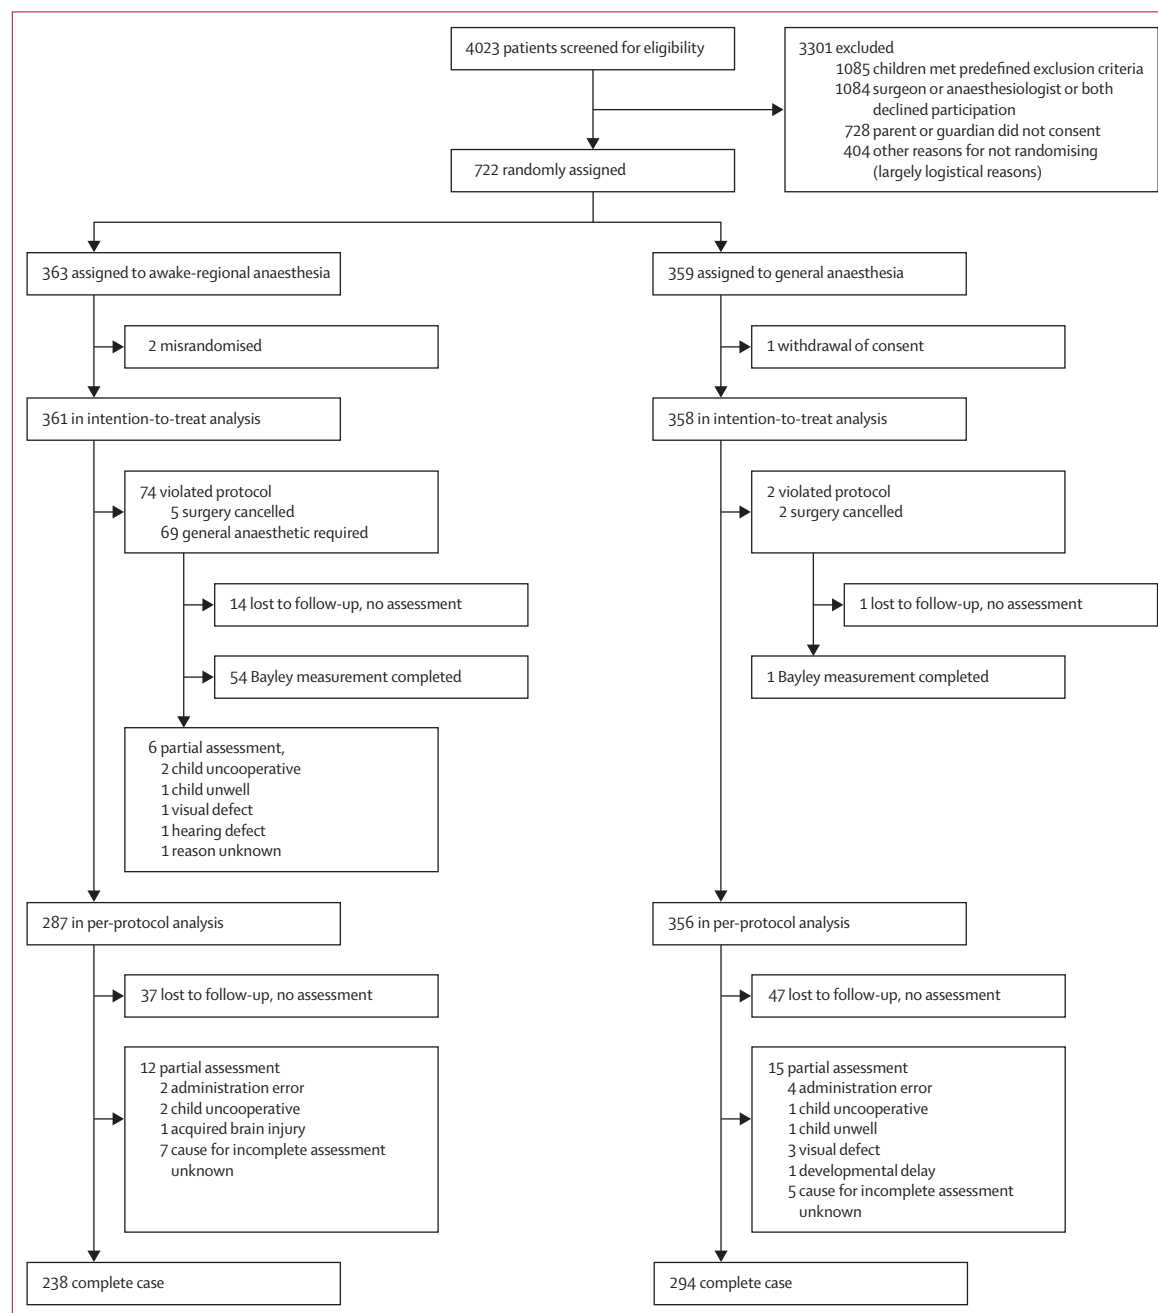 4023 patients screened for eligibility
3301 excluded
1085 children met predefined exclusion criteria
1084 surgeon or anaesthesiologist or both
declined participation
728 parent or guardian did not consent
404 other reasons for not randomising
(largely logistical reasons)
722 randomly assigned
363 assigned to awake-regional anaesthesia
359 assigned to general anaesthesia
2 misrandomised
1 withdrawal of consent
361 in intention-to-treat analysis
358 in intention-to-treat analysis
74 violated protocol
5 surgery cancelled
69 general anaesthetic required
2 violated protocol
2 surgery cancelled
14 lost to follow-up, no assessment
1 lost to follow-up, no assessment
54 Bayley measurement completed
1 Bayley measurement completed
6 partial assessment,
2 child uncooperative
1 child unwell
1 visual defect
1 hearing defect
1 reason unknown
287 in per-protocol analysis
356 in per-protocol analysis
37 lost to follow-up, no assessment
47 lost to follow-up, no assessment
12 partial assessment
2 administration error
2 child uncooperative
1 acquired brain injury
7 cause for incomplete assessment
unknown
15 partial assessment
4 administration error
1 child uncooperative
1 child unwell
3 visual defect
1 developmental delay
5 cause for incomplete assessment
unknown
238 complete case
294 complete case